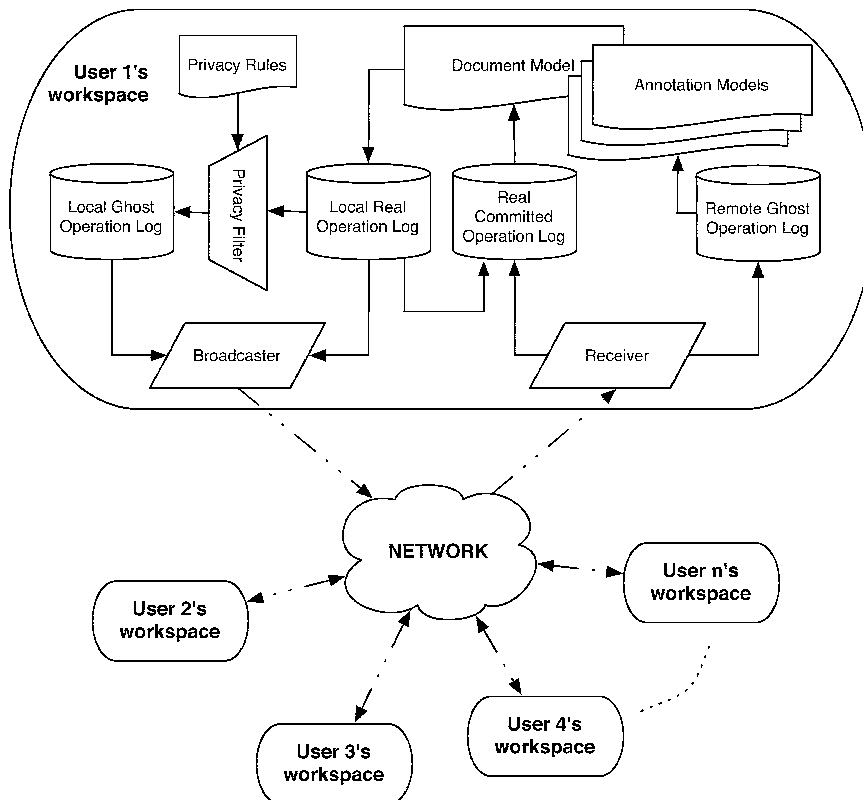 User 1's
workspace
Privacy Rules
Document Model
Annotation Models
Local Ghost
Operation Log
Privacy Filter
Local Real
Operation Log
Real
Committed
Operation Log
Remote Ghost
Operation Log
Broadcaster
Receiver
NETWORK
User 2's
workspace
User 3's
workspace
User 4's
workspace
User n's
workspace